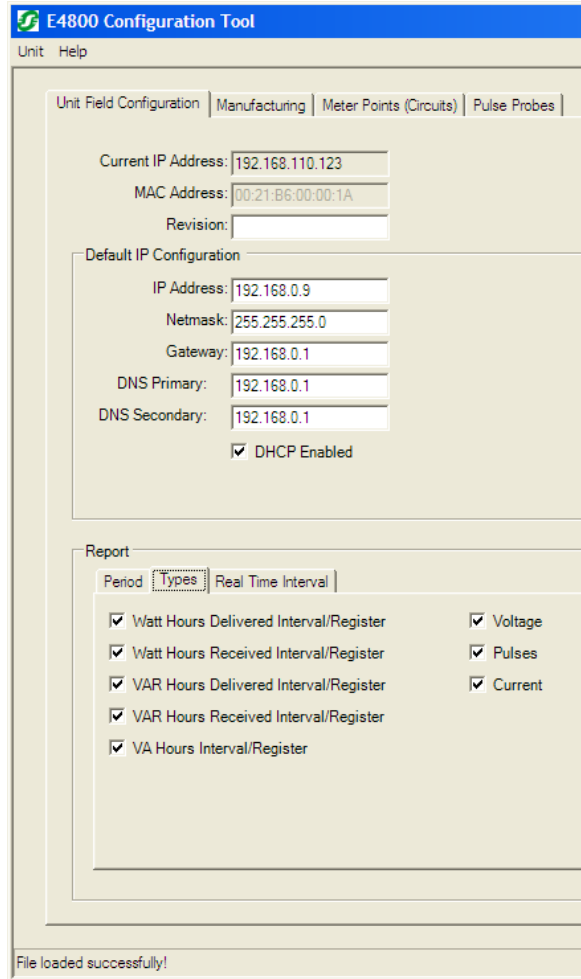 E4800 Configuration Tool
Unit Help
Unit Field Configuration Manufacturing Meter Points (Circuits) Pulse Probes
Current IP Address: 192.168.110.123
MAC Address: 00:21:B6:00:00:1A
Revision:
Default IP Configuration
IP Address: 192.168.0.9
Netmask: 255.255.255.0
Gateway: 192.168.0.1
DNS Primary: 192.168.0.1
DNS Secondary: 192.168.0.1
DHCP Enabled
Report
Period Types Real Time Interval
Watt Hours Delivered Interval/Register Voltage
Watt Hours Received Interval/Register Pulses
VAR Hours Delivered Interval/Register Current
VAR Hours Received Interval/Register
VA Hours Interval/Register
File loaded successfully!